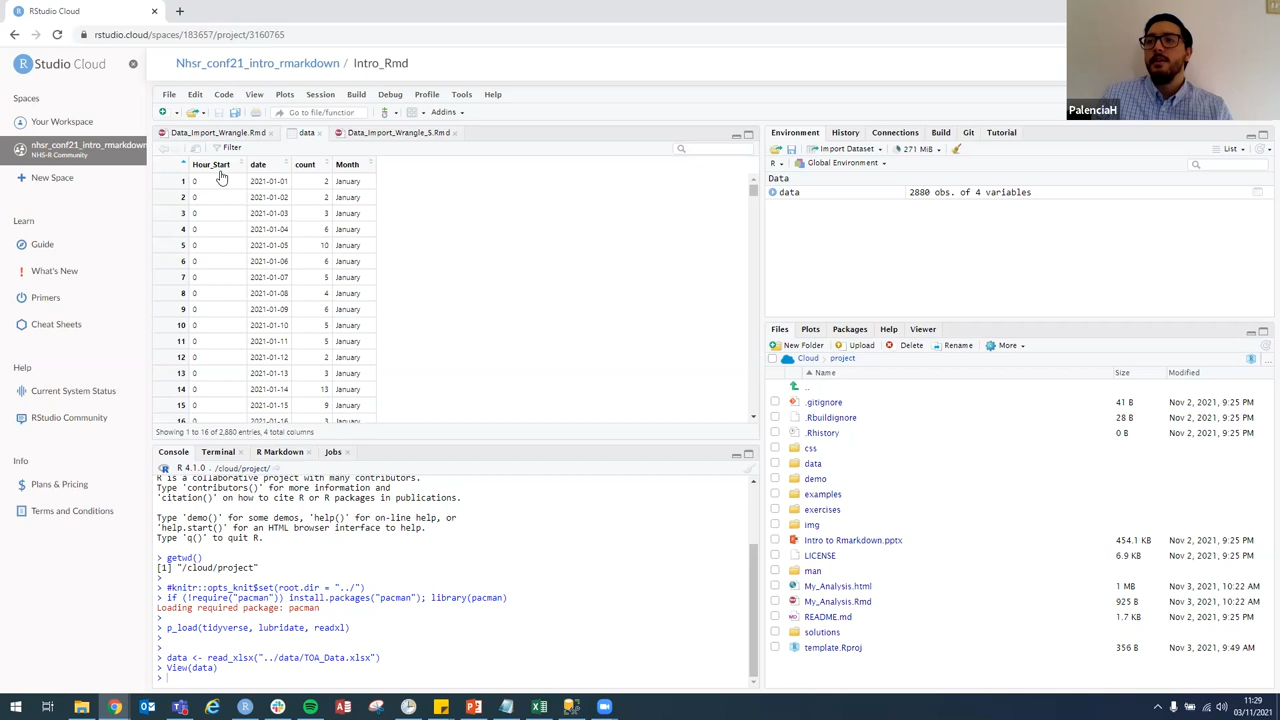 RStudio Cloud
rstudio.cloud/spaces/183657/project/3160765
RStudio Cloud
Nhsr_conf21_intro_rmarkdown / Intro_Rmd
PalenciaH
Spaces
Your Workspace
nhsr_conf21_intro_rmarkdown
NHS-R Community
New Space
Learn
Guide
What's New
Primers
Cheat Sheets
Help
Current System Status
RStudio Community
Info
Plans & Pricing
Terms and Conditions
File Edit Code View Plots Session Build Debug Profile Tools Help
Go to file/function Addins
Data_Import_Wrangle.Rmd data Data_Import_Wrangle_S.Rmd
Filter
Hour_Start date count Month
1 0 2021-01-01 2 January
2 0 2021-01-02 2 January
3 0 2021-01-03 3 January
4 0 2021-01-04 6 January
5 0 2021-01-05 10 January
6 0 2021-01-06 6 January
7 0 2021-01-07 5 January
8 0 2021-01-08 4 January
9 0 2021-01-09 6 January
10 0 2021-01-10 5 January
11 0 2021-01-11 5 January
12 0 2021-01-12 2 January
13 0 2021-01-13 3 January
14 0 2021-01-14 13 January
15 0 2021-01-15 9 January
16 0 2021-01-16 3 January
Showing 1 to 16 of 2,880 entries, 4 total columns
Console Terminal R Markdown Jobs
R 4.1.0 . /cloud/project/
R is a collaborative project with many contributors.
Type 'contributors()' for more information and
'citation()' on how to cite R or R packages in publications.
Type 'demo()' for some demos, 'help()' for on-line help, or
'help.start()' for an HTML browser interface to help.
Type 'q()' to quit R.
> getwd()
[1] "/cloud/project"
>
> #knitr::opts_knit$set(root.dir = "../")
> if (!require("pacman")) install.packages("pacman"); library(pacman)
Loading required package: pacman
>
> p_load(tidyverse, lubridate, readxl)
>
>
> data <- read_xlsx("../data/TOA_Data.xlsx")
> View(data)
>
Environment History Connections Build Git Tutorial
Import Dataset 271 MiB List
R Global Environment
Data
data 2880 obs. of 4 variables
Files Plots Packages Help Viewer
New Folder Upload Delete Rename More
Cloud project
Name Size Modified
..
.gitignore 41 B Nov 2, 2021, 9:25 PM
.Rbuildignore 28 B Nov 2, 2021, 9:25 PM
.Rhistory 0 B Nov 2, 2021, 9:25 PM
css
data
demo
examples
exercises
img
Intro to Rmarkdown.pptx 454.1 KB Nov 2, 2021, 9:25 PM
LICENSE 6.9 KB Nov 2, 2021, 9:25 PM
man
My_Analysis.html 1 MB Nov 3, 2021, 10:22 AM
My_Analysis.Rmd 925 B Nov 3, 2021, 10:22 AM
README.md 1.7 KB Nov 2, 2021, 9:25 PM
solutions
template.Rproj 356 B Nov 3, 2021, 9:49 AM
11:29
03/11/2021